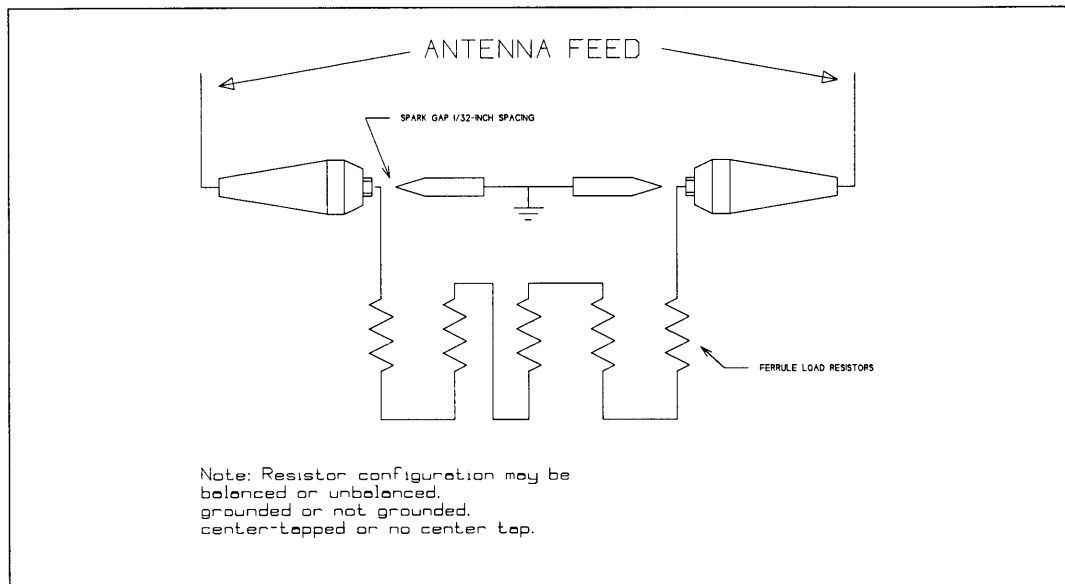 ANTENNA FEED
SPARK GAP 1/32-INCH SPACING
FERRULE LOAD RESISTORS
Note: Resistor configuration may be
balanced or unbalanced.
grounded or not grounded.
center-tapped or no center tap.